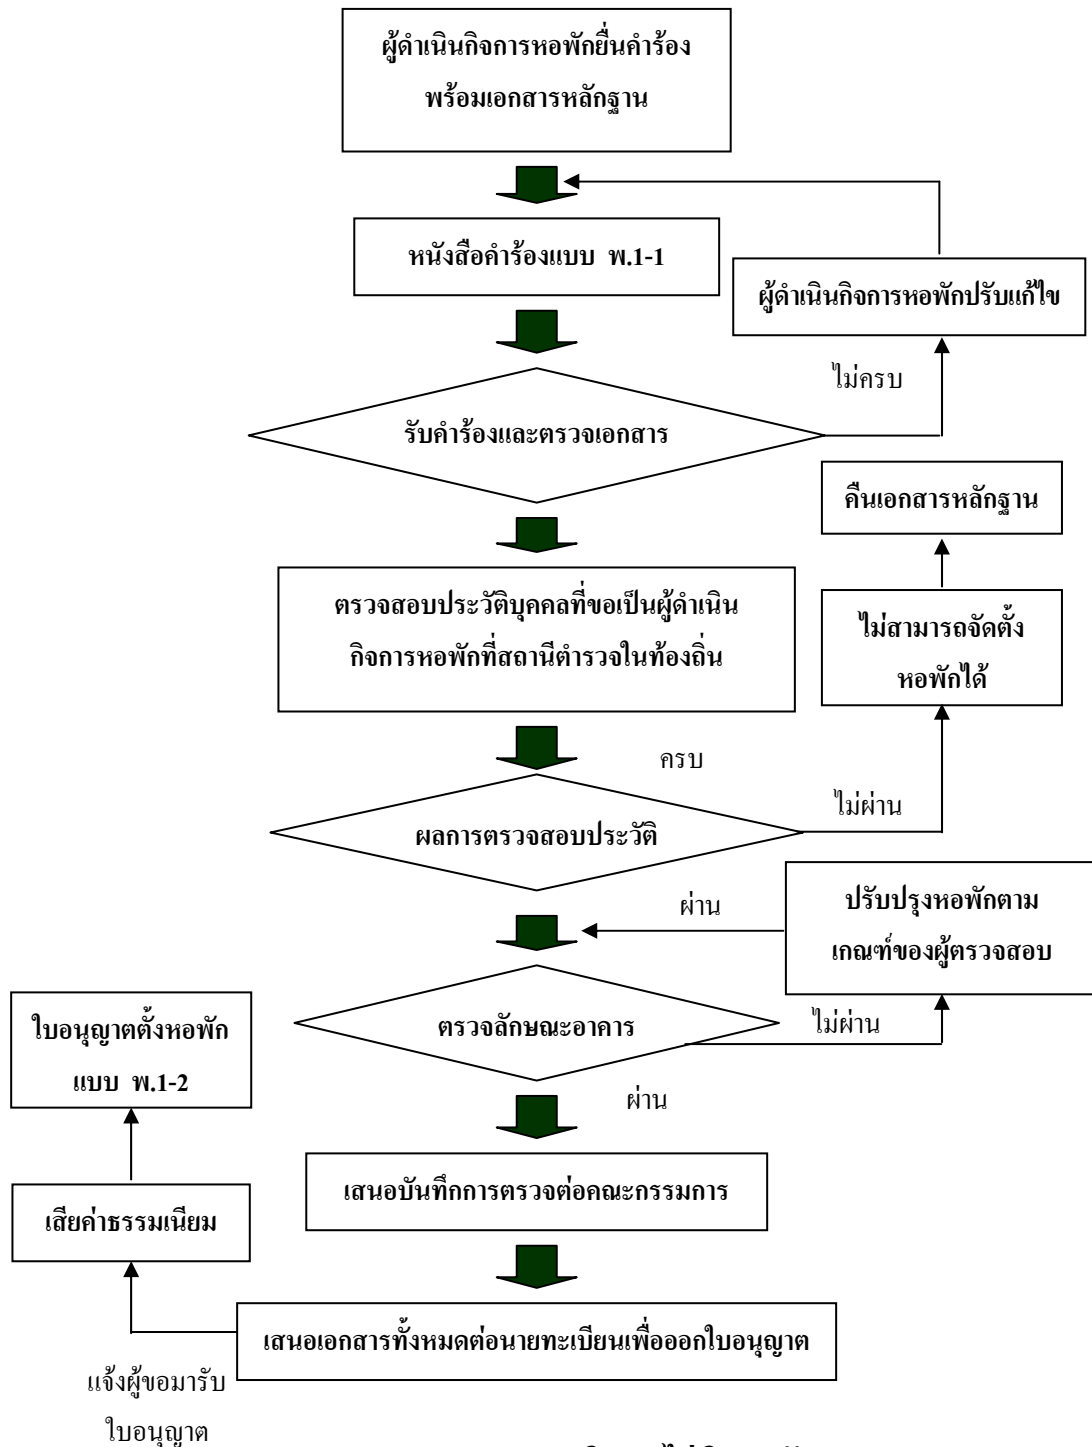 ผู้ดำเนินกิจการหอพักยื่นคำร้อง
พร้อมเอกสารหลักฐาน
หนังสือคำร้องแบบ พ.1-1
ผู้ดำเนินกิจการหอพักปรับแก้ไข
ไม่ครบ
รับคำร้องและตรวจเอกสาร
คืนเอกสารหลักฐาน
ตรวจสอบประวัติบุคคลที่ขอเป็นผู้ดำเนิน
กิจการหอพักที่สถานีตำรวจในท้องถิ่น
ไม่สามารถจัดตั้ง
หอพักได้
ครบ
ไม่ผ่าน
ผลการตรวจสอบประวัติ
ผ่าน
ปรับปรุงหอพักตาม
เกณฑ์ของผู้ตรวจสอบ
ใบอนุญาตตั้งหอพัก
แบบ พ.1-2
ตรวจลักษณะอาคาร
ไม่ผ่าน
ผ่าน
เสนอบันทึกการตรวจต่อคณะกรรมการ
เสียค่าธรรมเนียม
เสนอเอกสารทั้งหมดต่อนายทะเบียนเพื่อออกใบอนุญาต
แจ้งผู้ขอมารับ
ใบอนุญาต